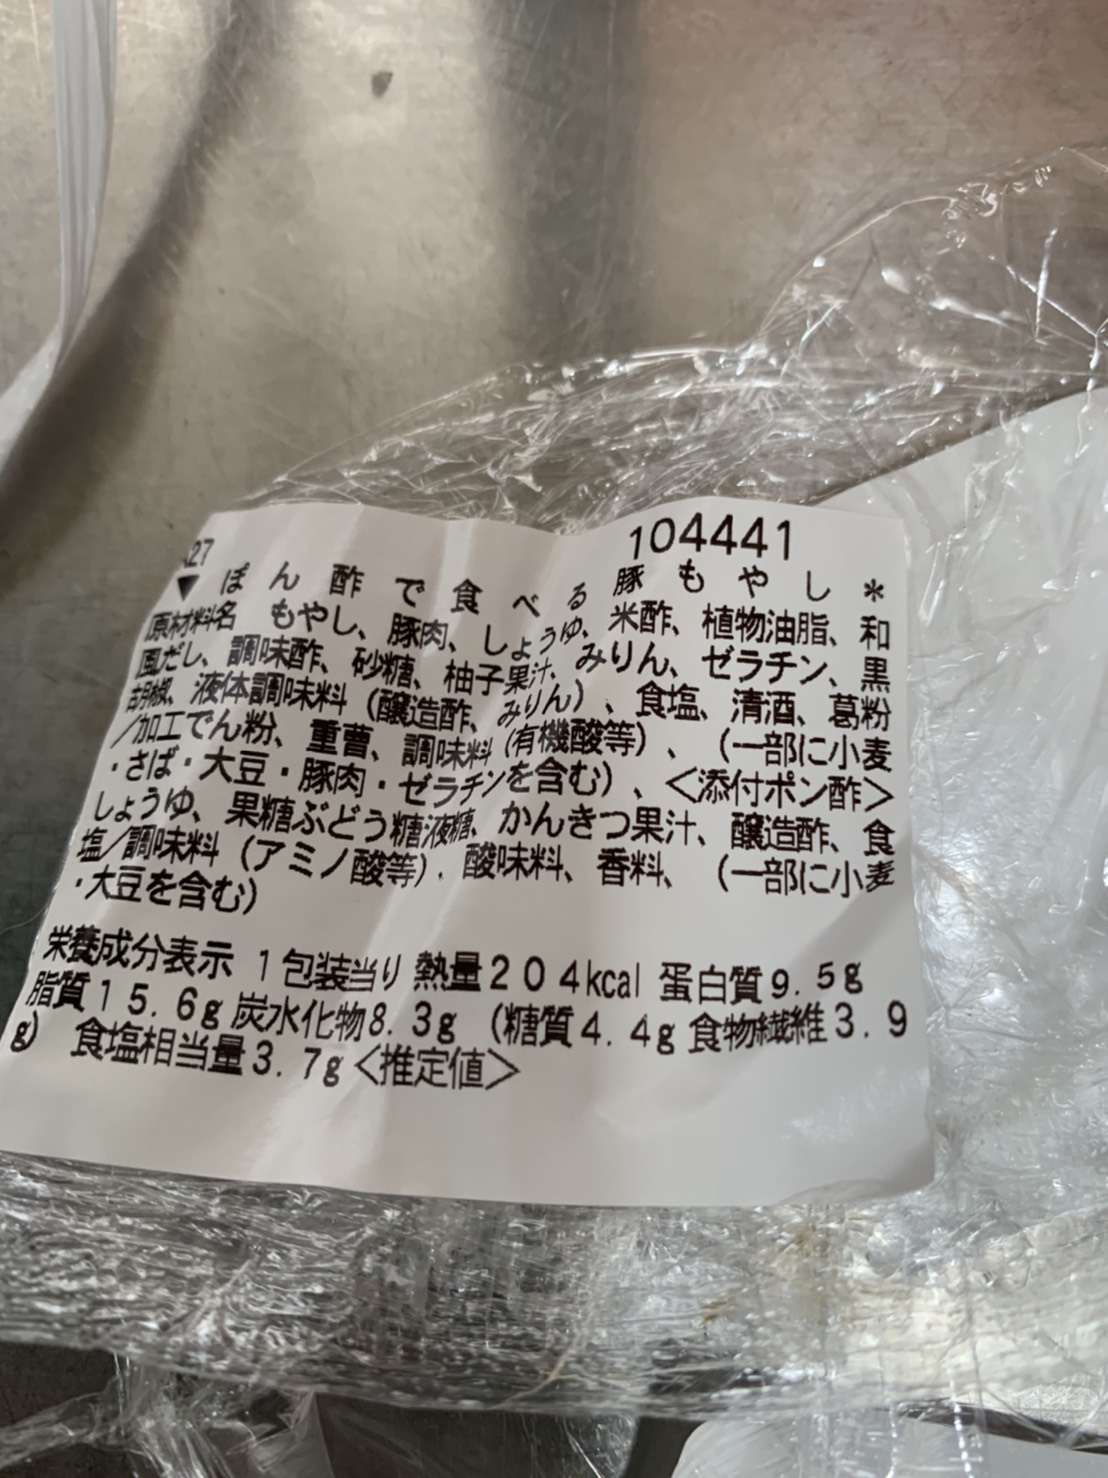 104441
27
▼ ぽん酢で食べる豚もやし＊
原材料名 もやし、豚肉、しょうゆ、米酢、植物油脂、和
風だし、調味酢、砂糖、柚子果汁、みりん、ゼラチン、黒
胡椒、液体調味料（醸造酢、みりん）、食塩、清酒、葛粉
／加工でん粉、重曹、調味料（有機酸等）、（一部に小麦
・さば・大豆・豚肉・ゼラチンを含む）、＜添付ポン酢＞
しょうゆ、果糖ぶどう糖液糖、かんきつ果汁、醸造酢、食
塩／調味料（アミノ酸等）．酸味料、香料、（一部に小麦
・大豆を含む）
栄養成分表示 1包装当り 熱量204kcal 蛋白質9.5g
脂質15.6g 炭水化物8.3g（糖質4.4g 食物繊維3.9
g） 食塩相当量3.7g＜推定値＞